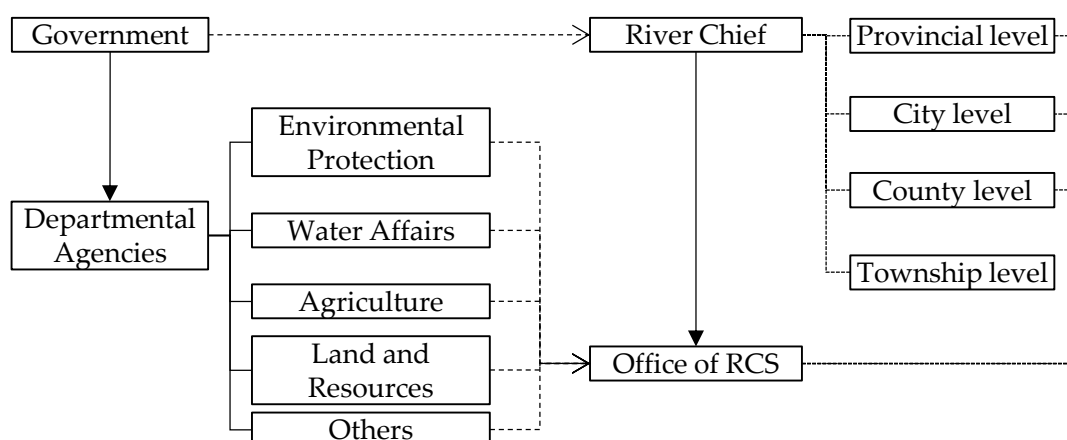 Government
River Chief
Provincial level
City level
County level
Township level
Environmental
Protection
Departmental
Agencies
Water Affairs
Agriculture
Land and
Resources
Others
Office of RCS